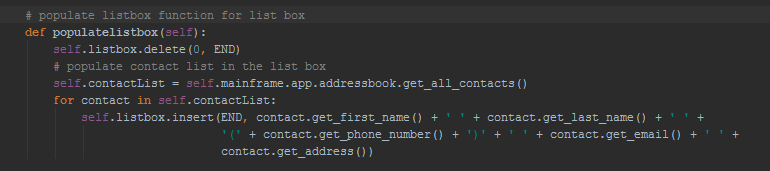 # populate listbox function for list box
def populatelistbox(self):
    self.listbox.delete(0, END)
    # populate contact list in the list box
    self.contactList = self.mainframe.app.addressbook.get_all_contacts()
    for contact in self.contactList:
        self.listbox.insert(END, contact.get_first_name() + ' ' + contact.get_last_name() + ' ' +
                            '(' + contact.get_phone_number() + ')' + ' ' + contact.get_email() + ' ' +
                            contact.get_address())